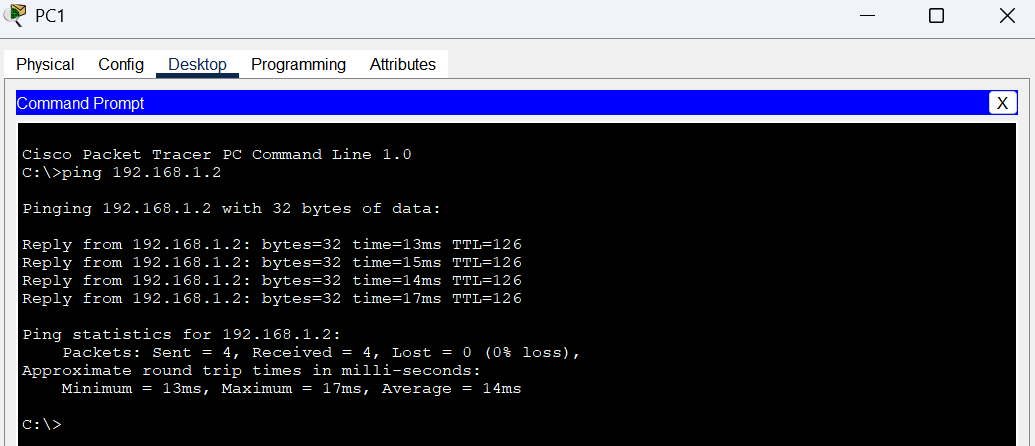 PC1
Physical Config Desktop Programming Attributes
Command Prompt X
Cisco Packet Tracer PC Command Line 1.0
C:\>ping 192.168.1.2
Pinging 192.168.1.2 with 32 bytes of data:
Reply from 192.168.1.2: bytes=32 time=13ms TTL=126
Reply from 192.168.1.2: bytes=32 time=15ms TTL=126
Reply from 192.168.1.2: bytes=32 time=14ms TTL=126
Reply from 192.168.1.2: bytes=32 time=17ms TTL=126
Ping statistics for 192.168.1.2:
Packets: Sent = 4, Received = 4, Lost = 0 (0% loss),
Approximate round trip times in milli-seconds:
Minimum = 13ms, Maximum = 17ms, Average = 14ms
C:\>